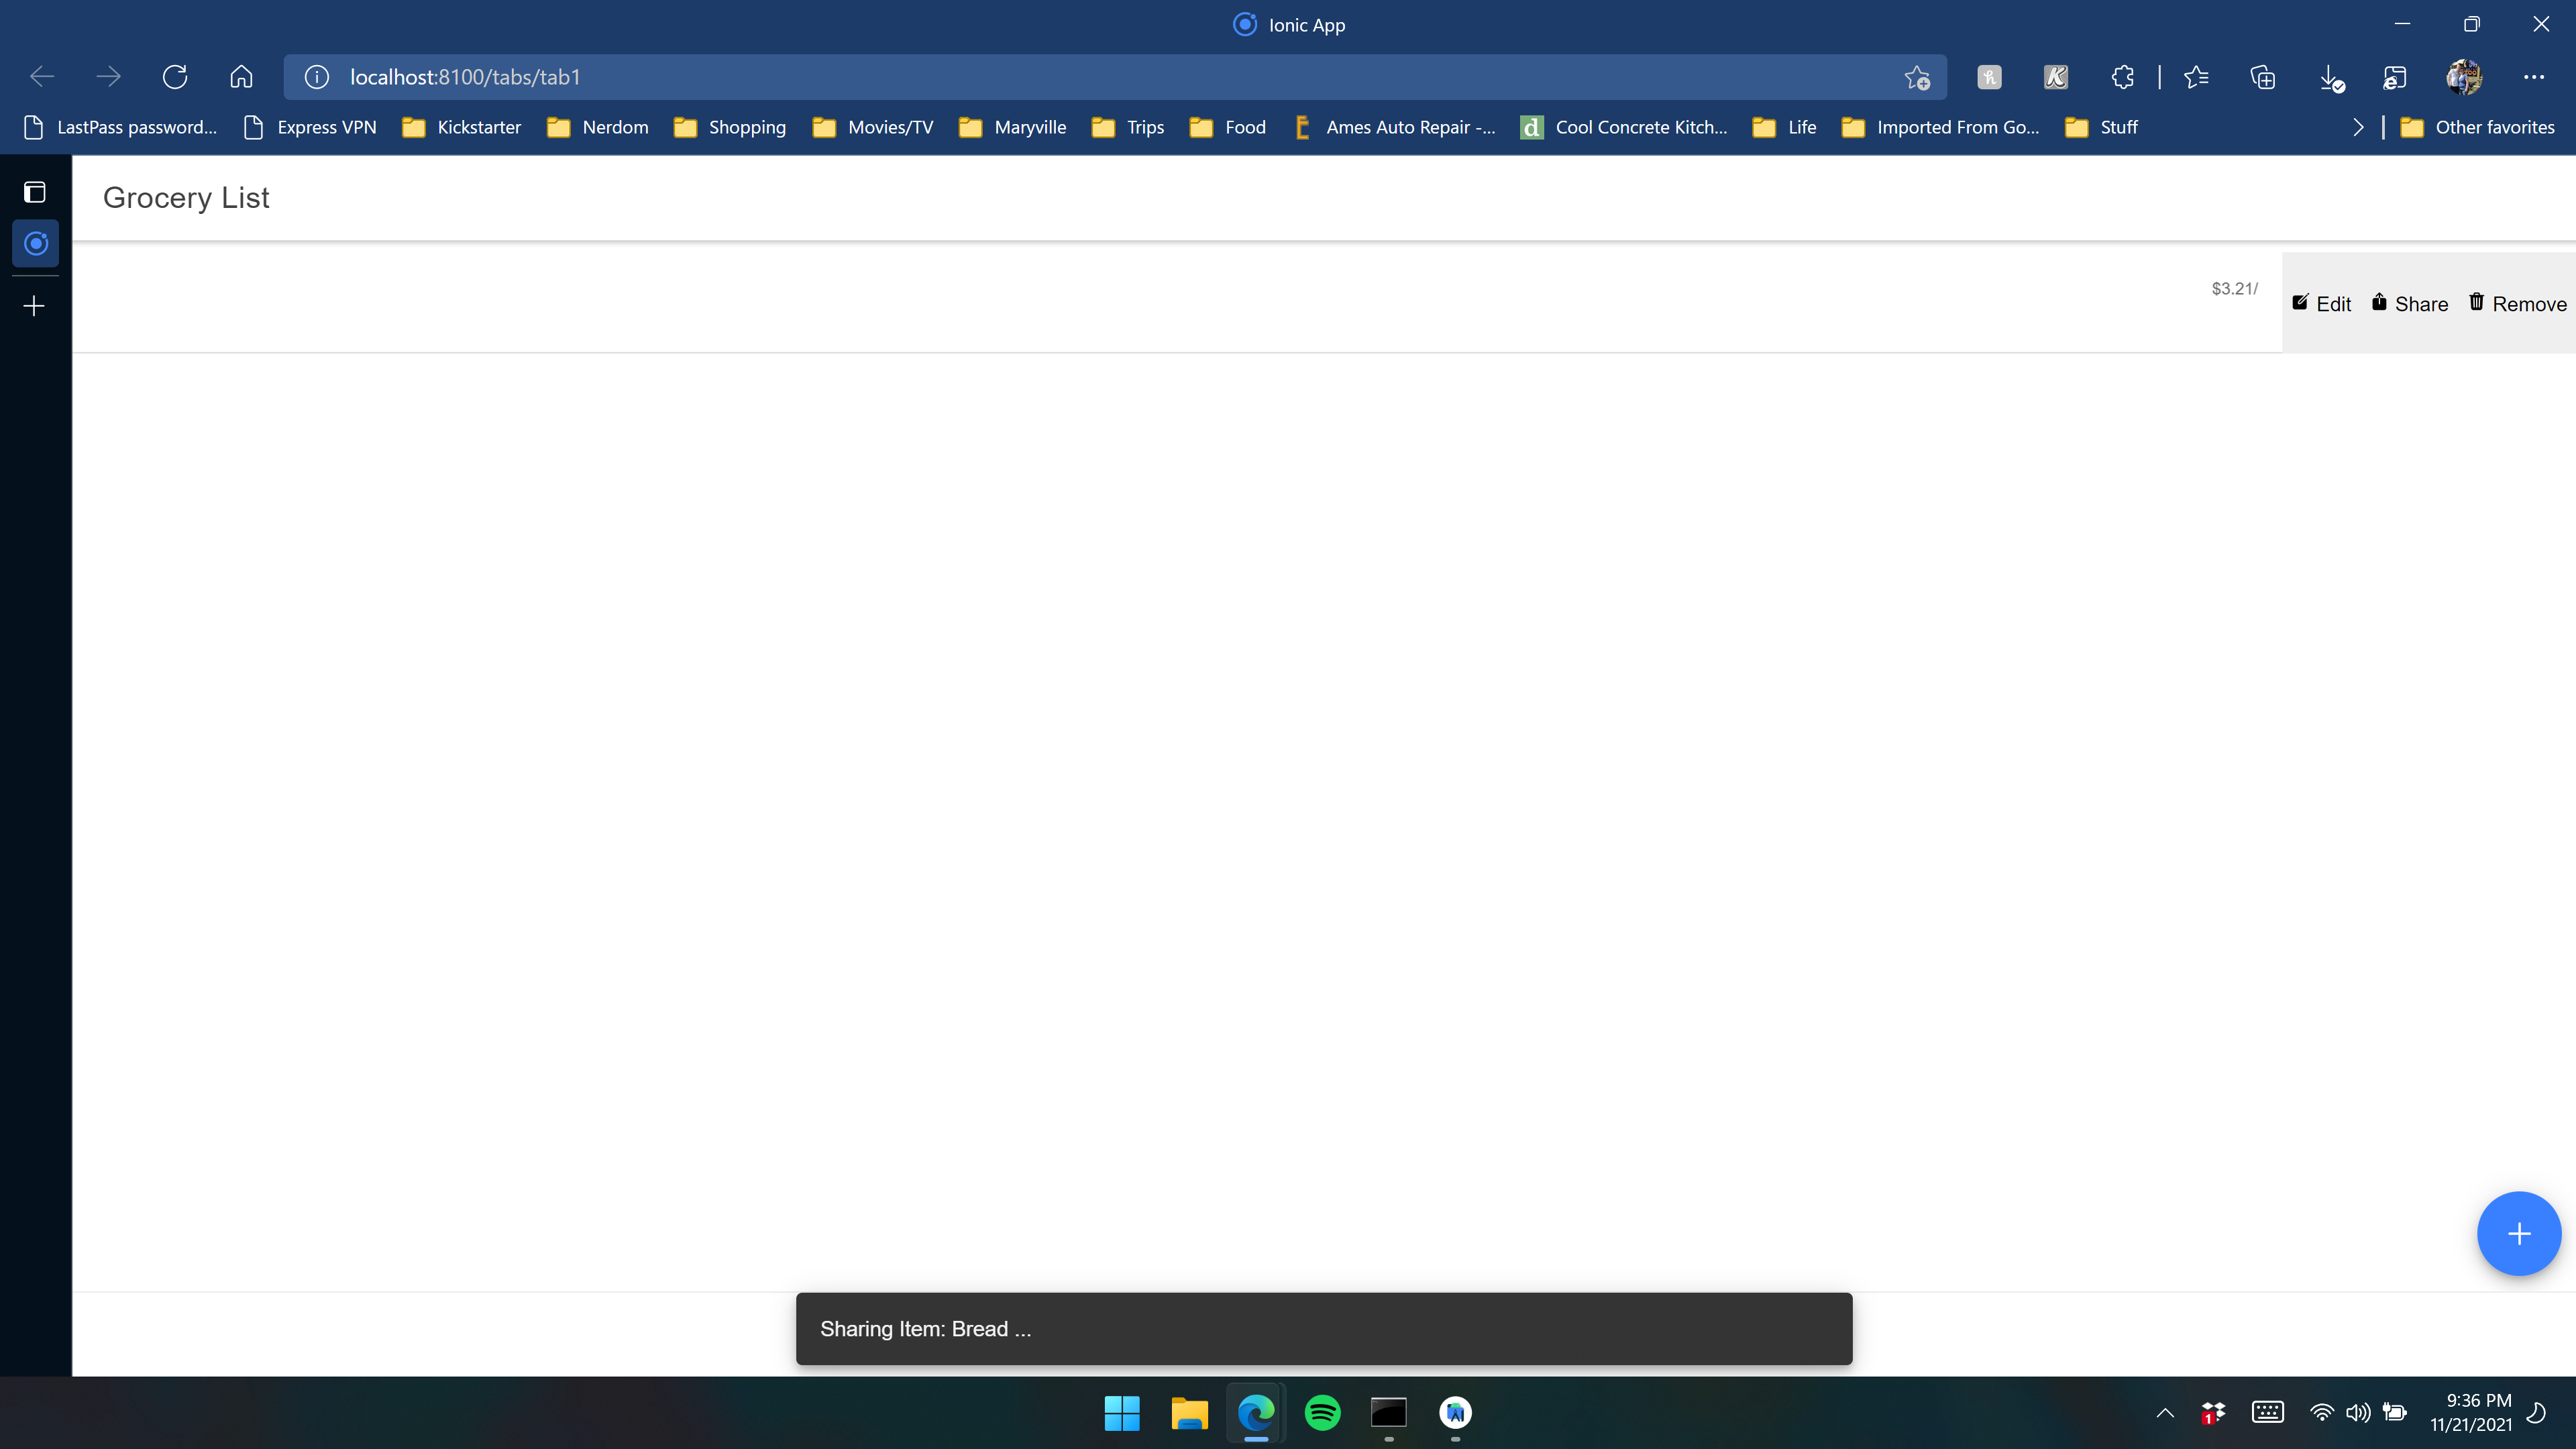 Ionic App
localhost:8100/tabs/tab1
LastPass password... Express VPN Kickstarter Nerdom Shopping Movies/TV Maryville Trips Food Ames Auto Repair -... Cool Concrete Kitch... Life Imported From Go... Stuff Other favorites
Grocery List
$3.21/
Edit Share Remove
Sharing Item: Bread ...
9:36 PM
1
11/21/2021